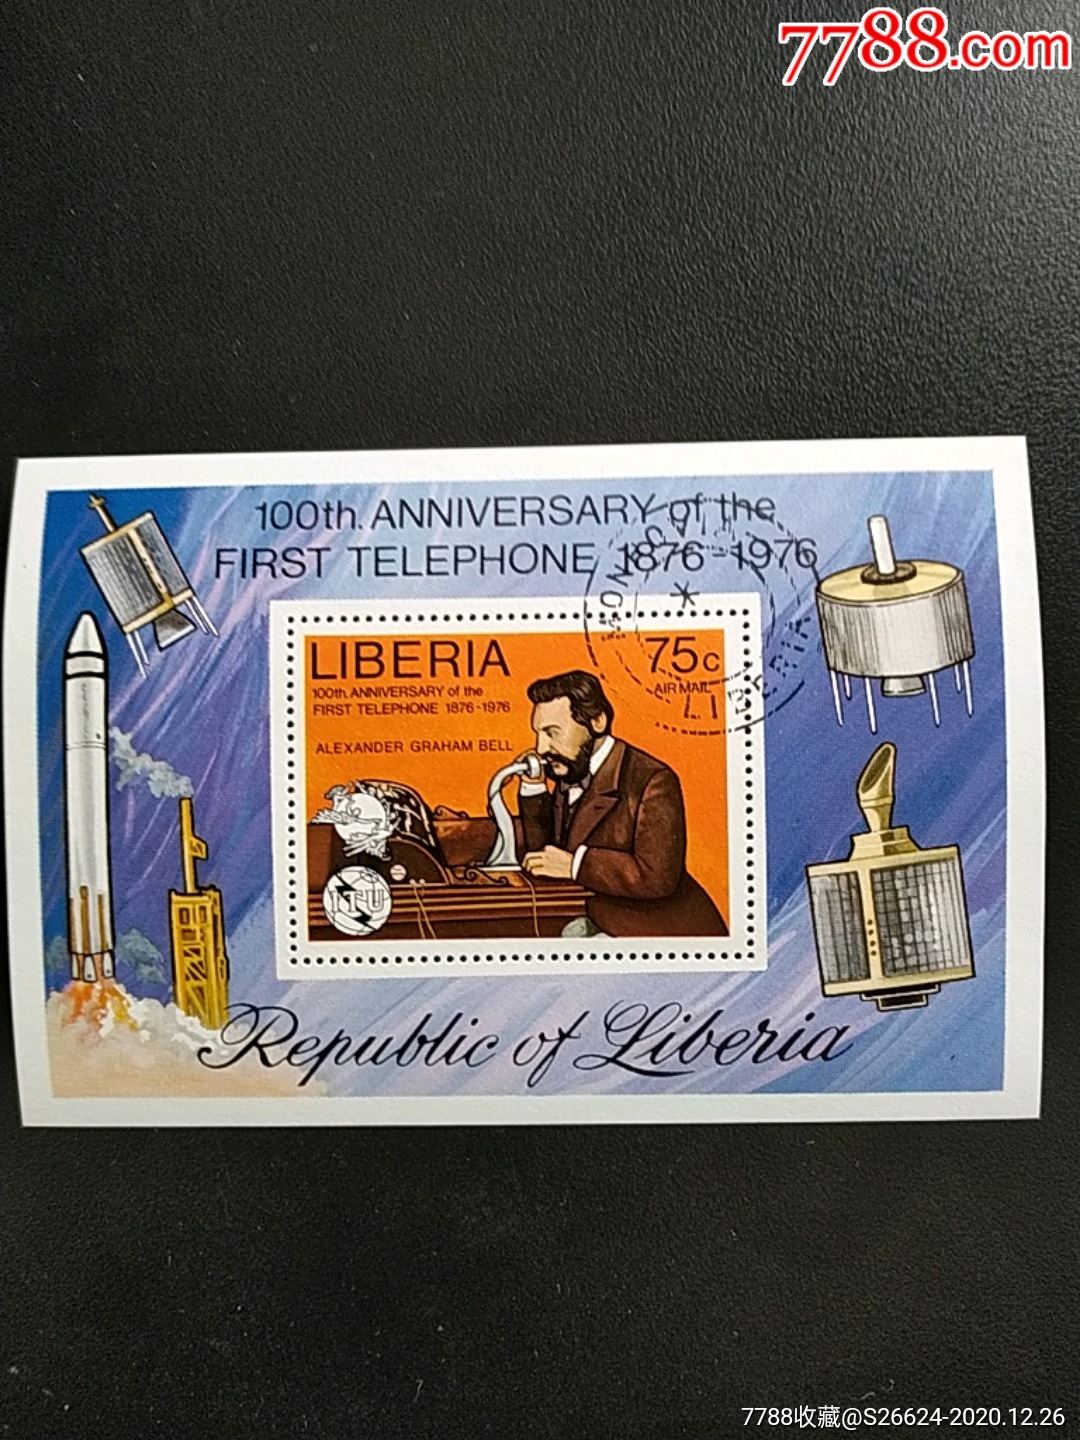 7788.com
100th. ANNIVERSARY of the
FIRST TELEPHONE 1876-1976
LIBERIA
75c
100th. ANNIVERSARY of the
FIRST TELEPHONE 1876-1976
AIR MAIL
ALEXANDER GRAHAM BELL
ITU
LIBERIA
Republic of Liberia
7788收藏@S26624-2020.12.26